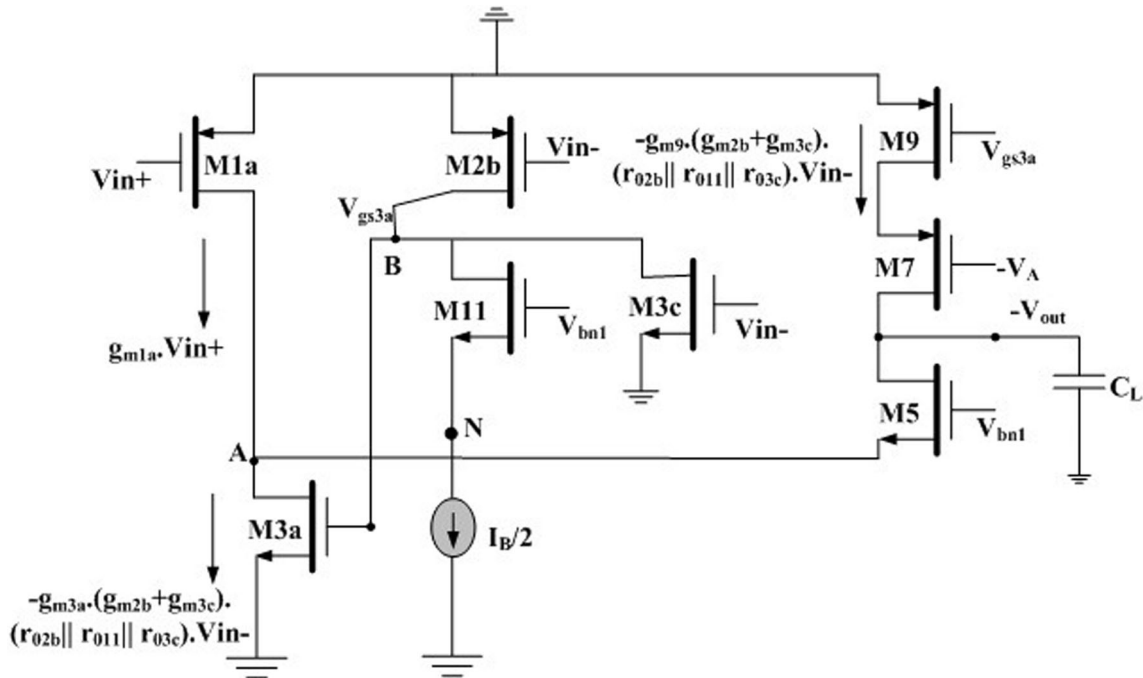 M1a
Vin+
M2b
Vin-
-gm9.(gm2b+gm3c).
(r02b|| r011|| r03c).Vin-
M9
Vgs3a
Vgs3a
B
M11
Vbn1
M3c
Vin-
M7
-VA
-Vout
CL
M5
Vbn1
gm1a.Vin+
A
N
M3a
IB/2
-gm3a.(gm2b+gm3c).
(r02b|| r011|| r03c).Vin-